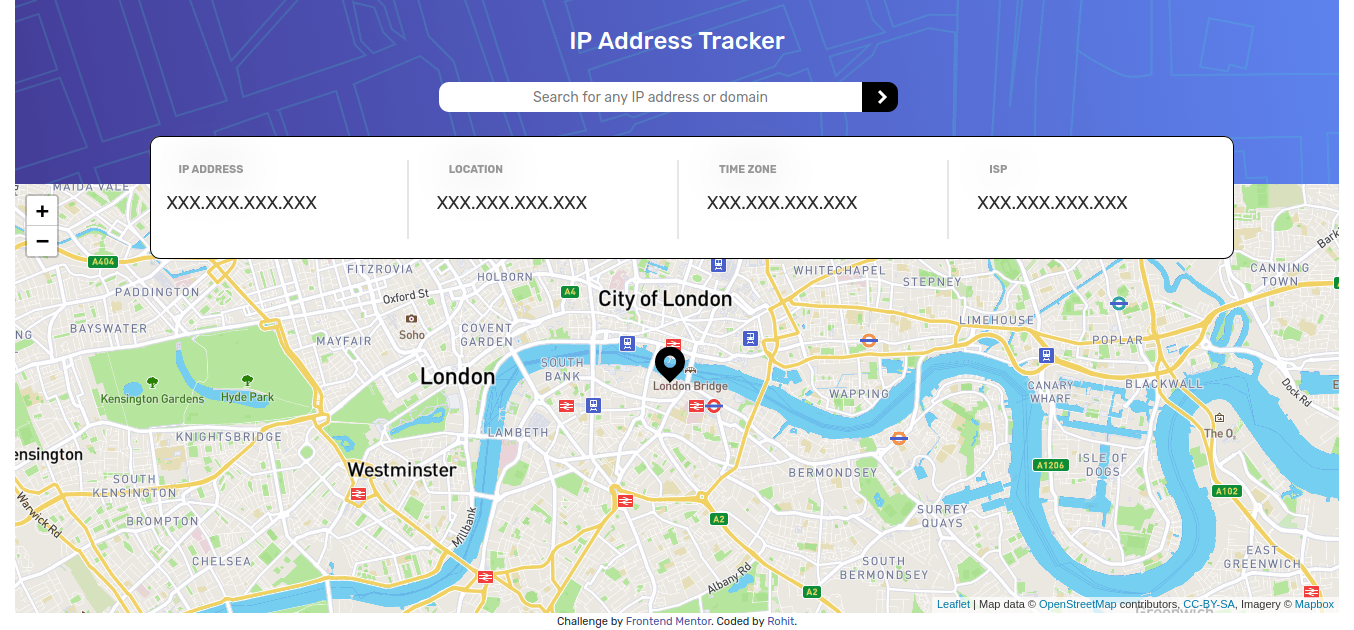 IP Address Tracker
Search for any IP address or domain
IP ADDRESS
XXX.XXX.XXX.XXX
LOCATION
XXX.XXX.XXX.XXX
TIME ZONE
XXX.XXX.XXX.XXX
ISP
XXX.XXX.XXX.XXX
MAIDA VALE
+
−
A404
PADDINGTON
FITZROVIA
HOLBORN
WHITECHAPEL
STEPNEY
CANNING
TOWN
Oxford St
A4
City of London
BAYSWATER
Soho
COVENT
GARDEN
MAYFAIR
LIMEHOUSE
POPLAR
SOUTH
BANK
London
London Bridge
Kensington Gardens
Hyde Park
WAPPING
CANARY
WHARF
BLACKWALL
Dock Rd
KNIGHTSBRIDGE
LAMBETH
The O
ensington
Westminster
BERMONDSEY
A1206
ISLE OF
DOGS
SOUTH
KENSINGTON
A102
Warwick Rd
BROMPTON
Millbank
A2
SURREY
QUAYS
CHELSEA
SOUTH
BERMONDSEY
EAST
GREENWICH
Albany Rd
A2
Leaflet | Map data © OpenStreetMap contributors, CC-BY-SA, Imagery © Mapbox
Challenge by Frontend Mentor. Coded by Rohit.